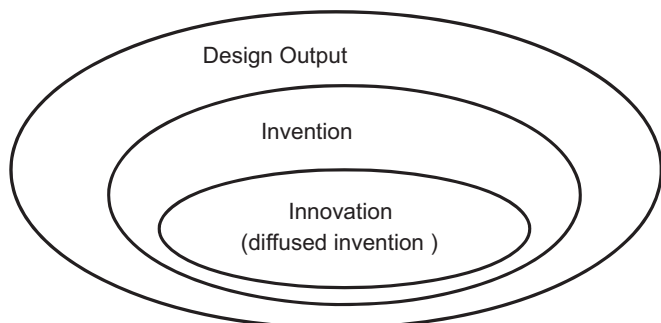 Design Output
Invention
Innovation
(diffused invention )